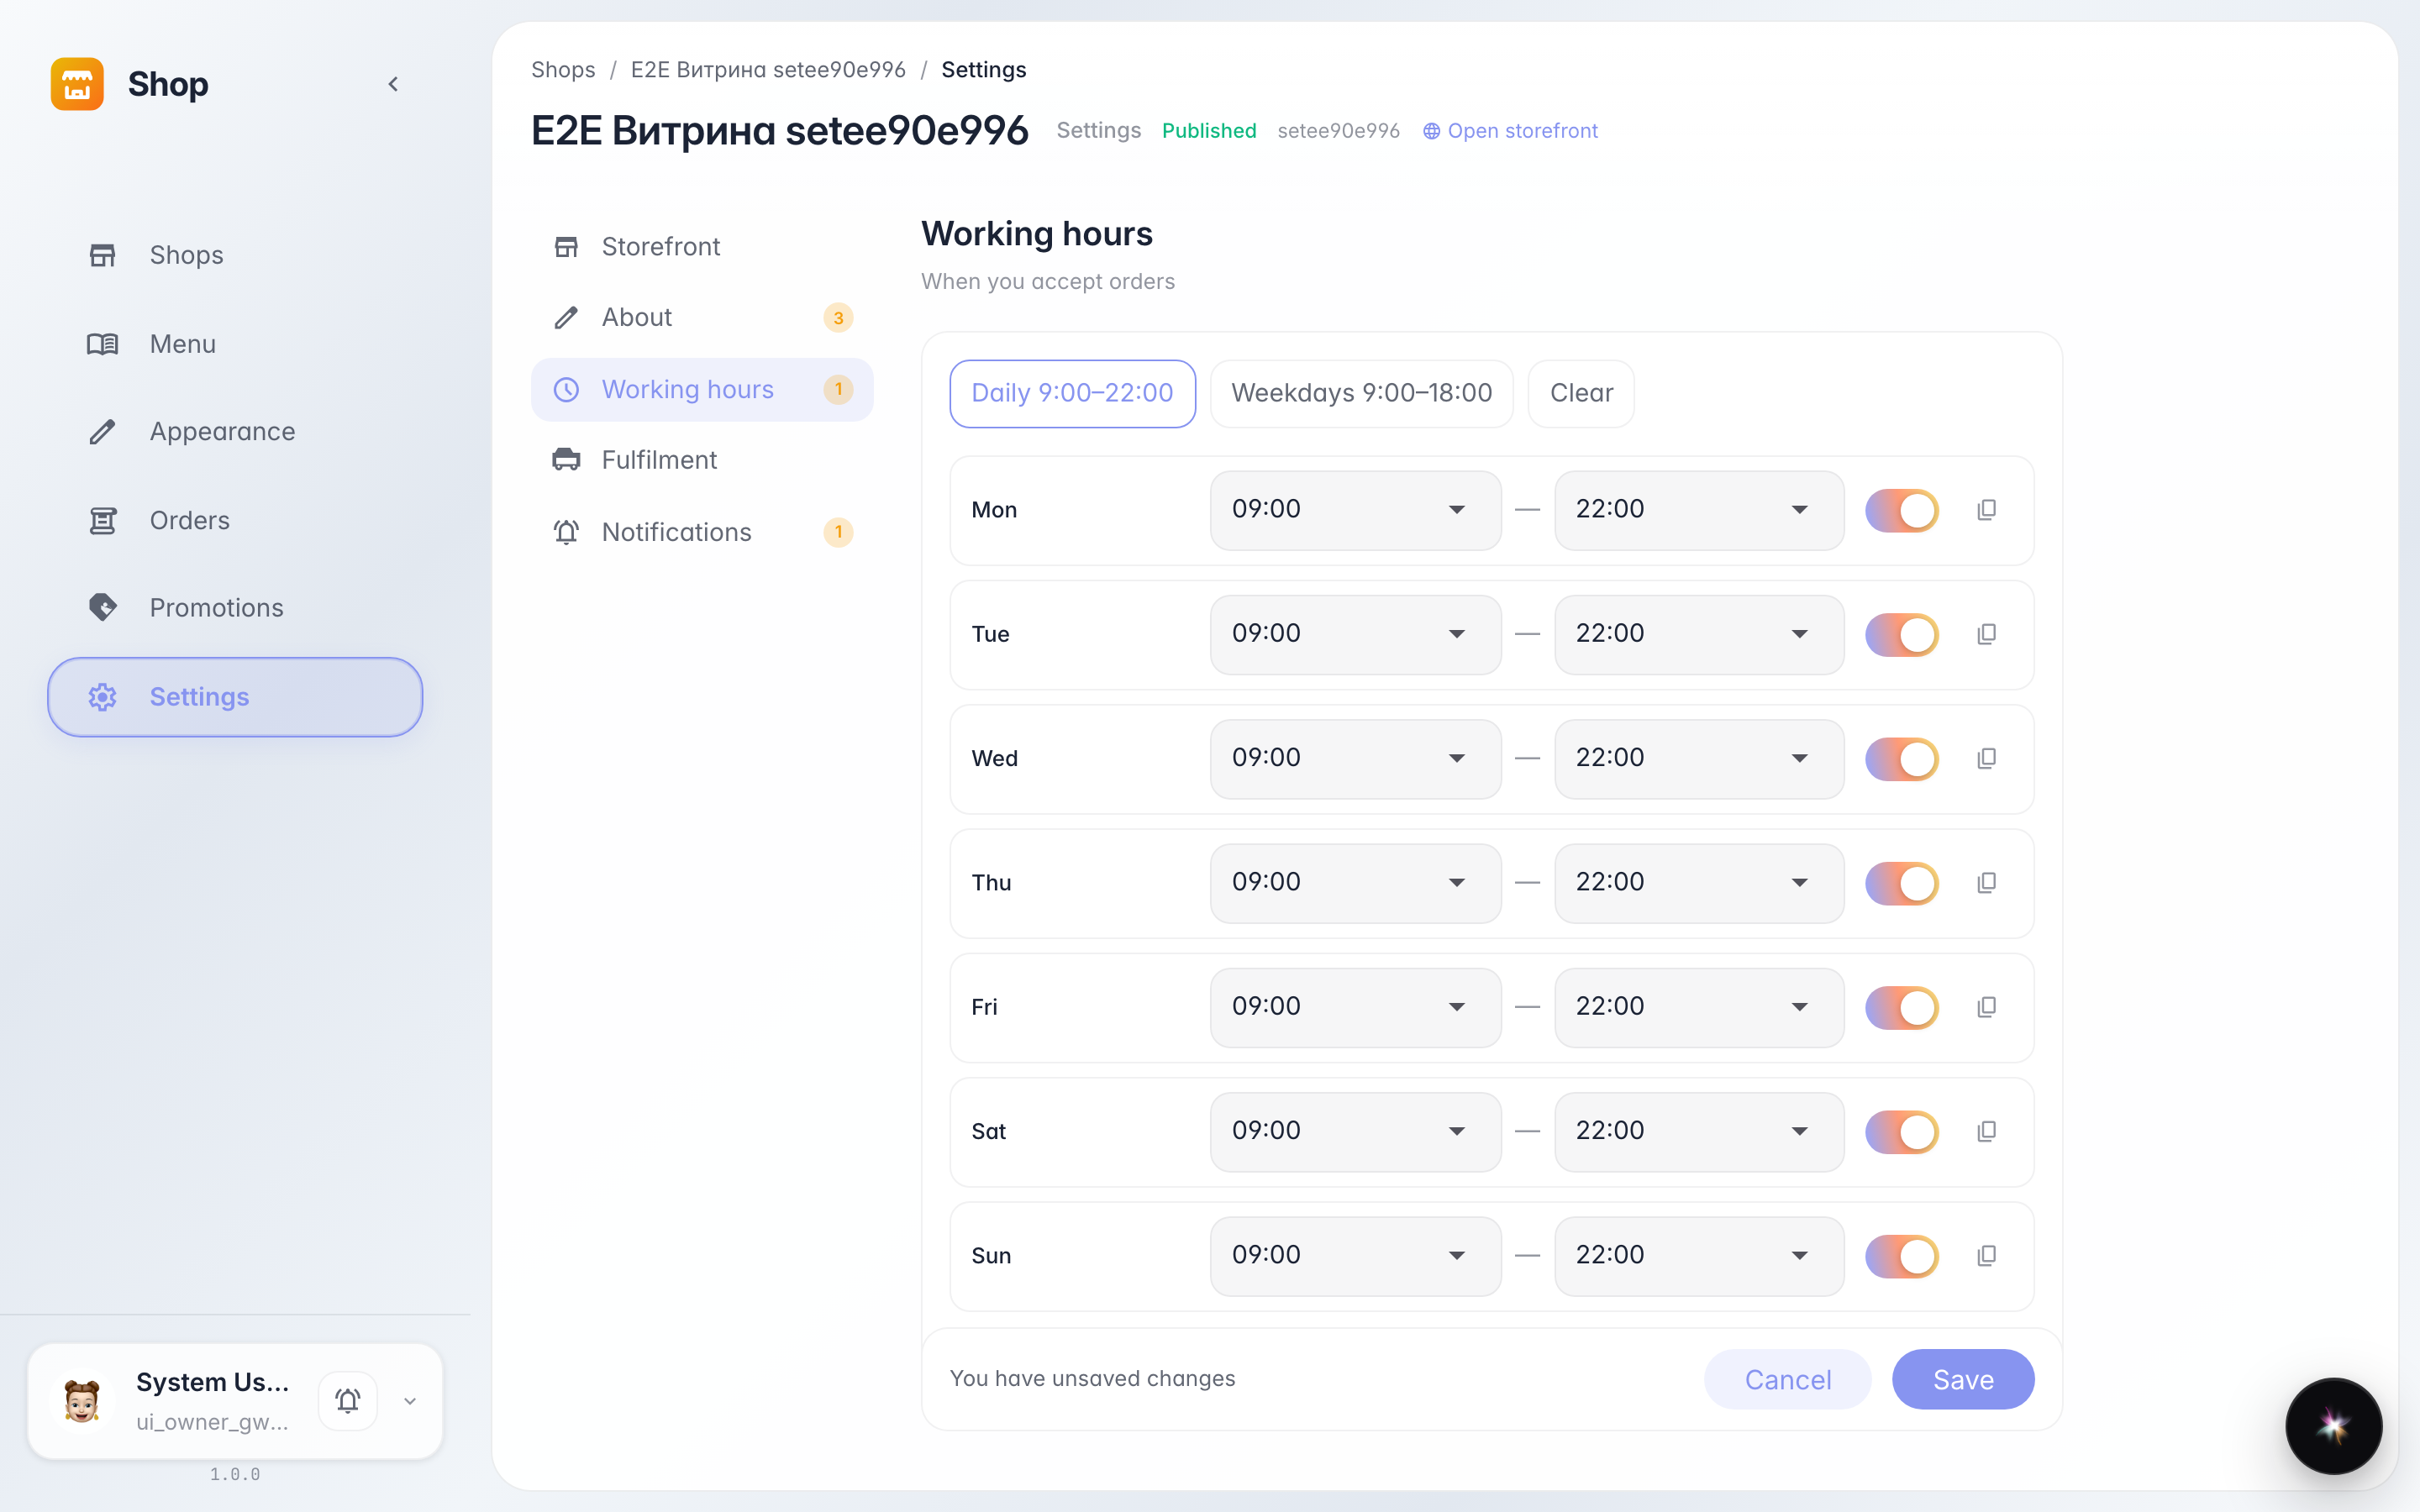 Shop
Shops
Menu
Appearance
Orders
Promotions
Settings
System Us...
ui_owner_gw...
1.0.0
Shops / E2E Витрина setee90e996 / Settings
E2E Витрина setee90e996 Settings Published setee90e996 Open storefront
Storefront
About 3
Working hours 1
Fulfilment
Notifications 1
Working hours
When you accept orders
Daily 9:00–22:00 Weekdays 9:00–18:00 Clear
Mon 09:00 — 22:00
Tue 09:00 — 22:00
Wed 09:00 — 22:00
Thu 09:00 — 22:00
Fri 09:00 — 22:00
Sat 09:00 — 22:00
Sun 09:00 — 22:00
You have unsaved changes Cancel Save